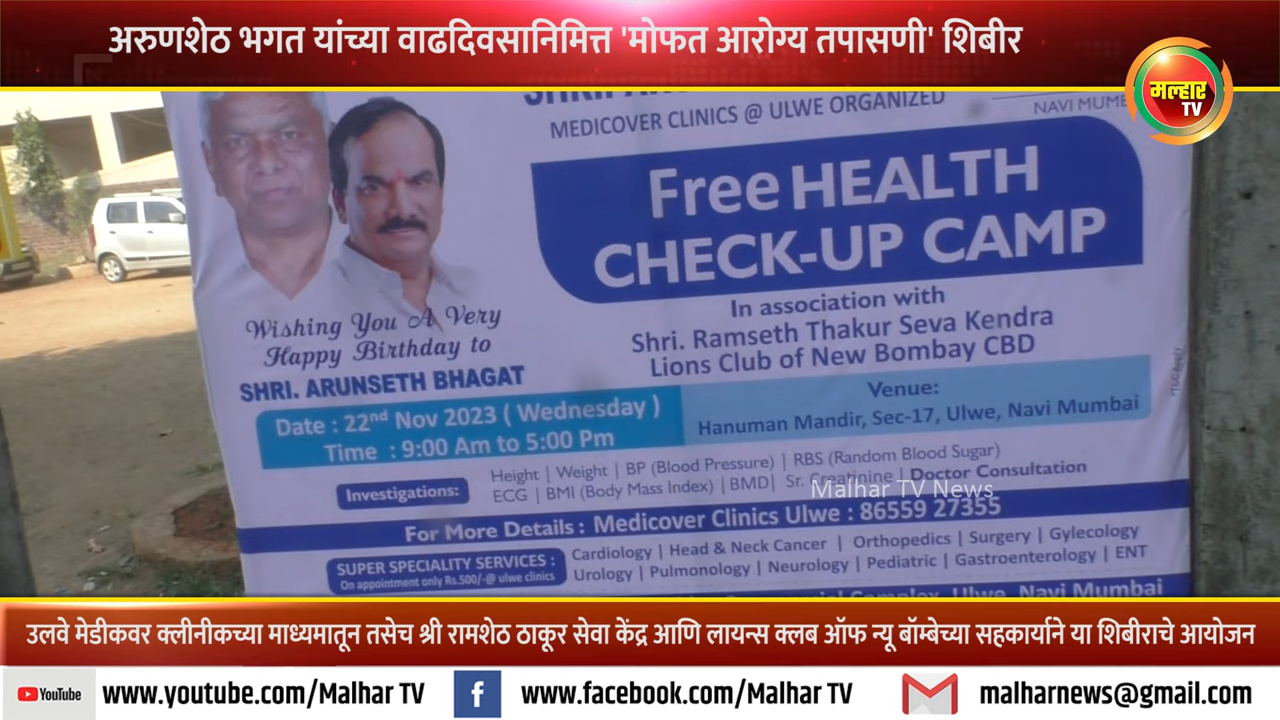 अरुणशेठ भगत यांच्या वाढदिवसानिमित्त 'मोफत आरोग्य तपासणी' शिबीर
मल्हार
TV
MEDICOVER CLINICS @ ULWE ORGANIZED
Free HEALTH
CHECK-UP CAMP
In association with
Shri. Ramseth Thakur Seva Kendra
Lions Club of New Bombay CBD
Wishing You A Very
Happy Birthday to
SHRI. ARUNSETH BHAGAT
Date : 22nd Nov 2023 ( Wednesday )
Time : 9:00 Am to 5:00 Pm
Venue:
Hanuman Mandir, Sec-17, Ulwe, Navi Mumbai
Investigations:
Height | Weight | BP (Blood Pressure) | RBS (Random Blood Sugar)
ECG | BMI (Body Mass Index) | BMD| Sr. Creatinine | Doctor Consultation
Malhar TV News
For More Details : Medicover Clinics Ulwe : 86559 27355
SUPER SPECIALITY SERVICES :
On appointment only Rs.500/-@ ulwe clinics
Cardiology | Head & Neck Cancer | Orthopedics | Surgery | Gylecology
Urology | Pulmonology | Neurology | Pediatric | Gastroenterology | ENT
Complex, Ulwe, Navi Mumbai
उलवे मेडीकवर क्लीनीकच्या माध्यमातून तसेच श्री रामशेठ ठाकूर सेवा केंद्र आणि लायन्स क्लब ऑफ न्यू बॉम्बेच्या सहकार्याने या शिबीराचे आयोजन
YouTube
www.youtube.com/Malhar TV
f
www.facebook.com/Malhar TV
malharnews@gmail.com